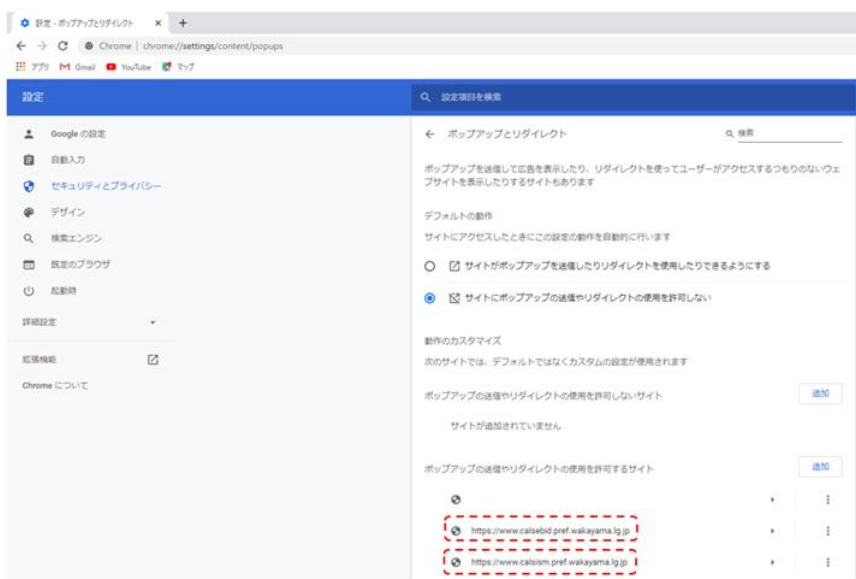 設定 - ポップアップとリダイレクト
Chrome | chrome://settings/content/popups
アプリ Gmail YouTube マップ
設定
設定項目を検索
Google の設定
自動入力
セキュリティとプライバシー
デザイン
検索エンジン
既定のブラウザ
起動時
詳細設定
拡張機能
Chrome について
ポップアップとリダイレクト
検索
ポップアップを送信して広告を表示したり、リダイレクトを使ってユーザーがアクセスするつもりのないウェ
ブサイトを表示したりするサイトもあります
デフォルトの動作
サイトにアクセスしたときにこの設定の動作を自動的に行います
サイトがポップアップを送信したりリダイレクトを使用したりできるようにする
サイトにポップアップの送信やリダイレクトの使用を許可しない
動作のカスタマイズ
次のサイトでは、デフォルトではなくカスタムの設定が使用されます
ポップアップの送信やリダイレクトの使用を許可しないサイト
追加
サイトが追加されていません
ポップアップの送信やリダイレクトの使用を許可するサイト
追加
https://www.calsebid.pref.wakayama.lg.jp
https://www.calsism.pref.wakayama.lg.jp